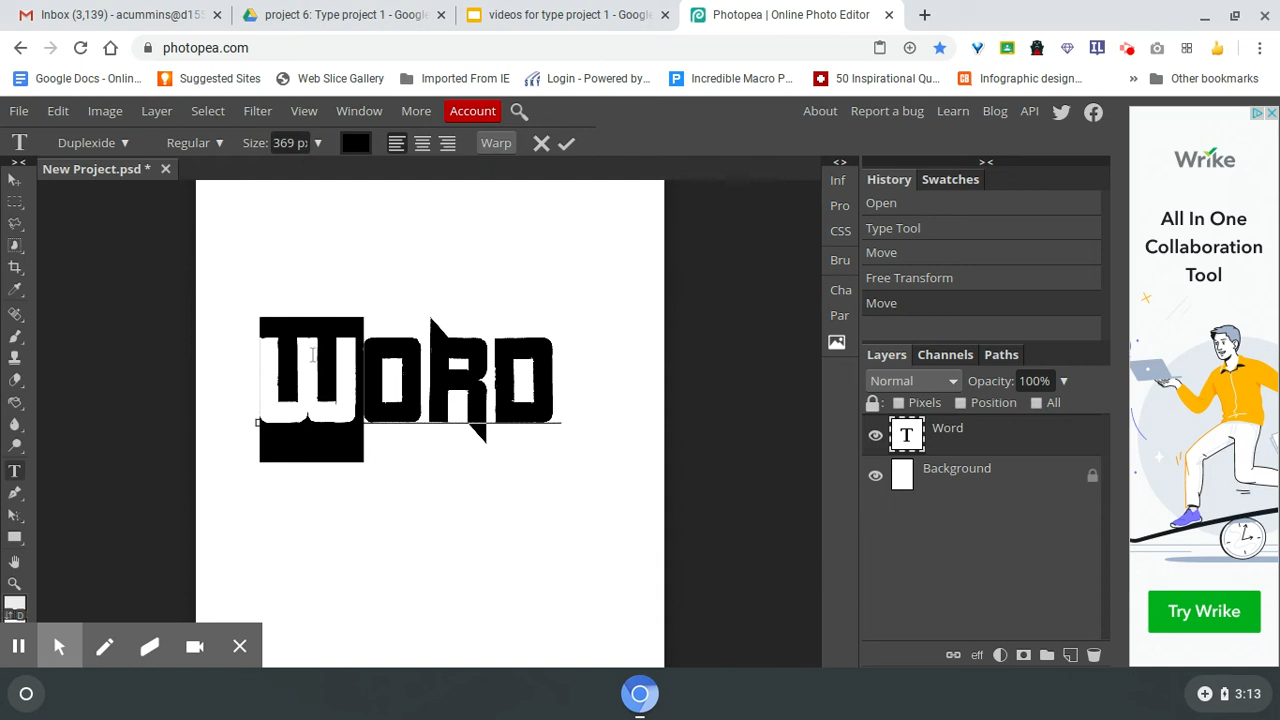 Inbox (3,139) - acummins@d15
project 6: Type project 1 - Google
videos for type project 1 - Google
Photopea | Online Photo Editor
photopea.com
Google Docs - Onlin...
Suggested Sites
Web Slice Gallery
Imported From IE
Login - Powered by...
Incredible Macro P...
50 Inspirational Qu...
Infographic design...
Other bookmarks
File Edit Image Layer Select Filter View Window More Account
About Report a bug Learn Blog API
Duplexide Regular Size: 369 px Warp
New Project.psd *
Inf
Pro
CSS
Bru
Cha
Par
History Swatches
Open
Type Tool
Move
Free Transform
Move
Layers Channels Paths
Normal Opacity: 100%
Pixels Position All
T Word
Background
eff
Word
Wrike
All In One
Collaboration
Tool
Try Wrike
3:13